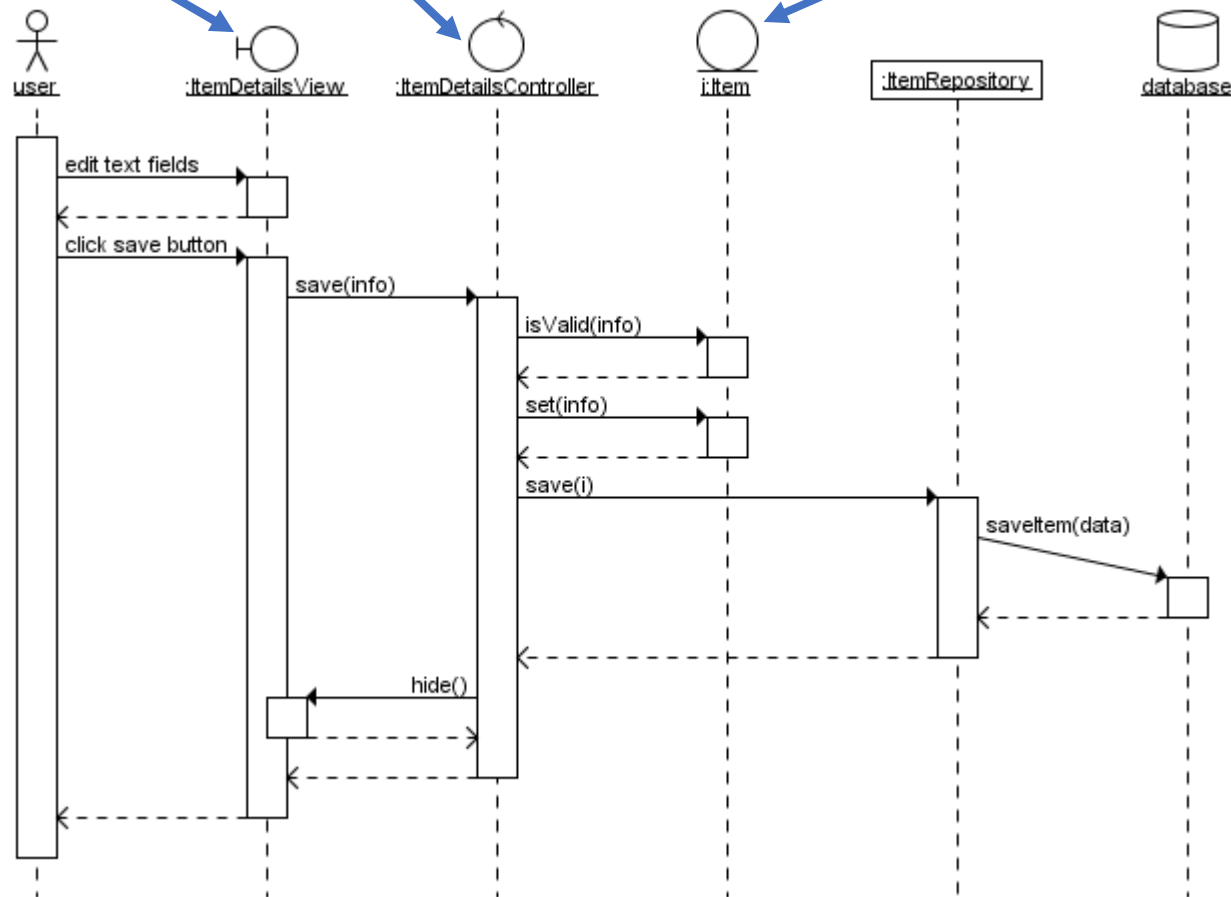 user
:ItemDetailsView
:ItemDetailsController
i:Item
:ItemRepository
database
edit text fields
click save button
save(info)
isValid(info)
set(info)
save(i)
saveItem(data)
hide()